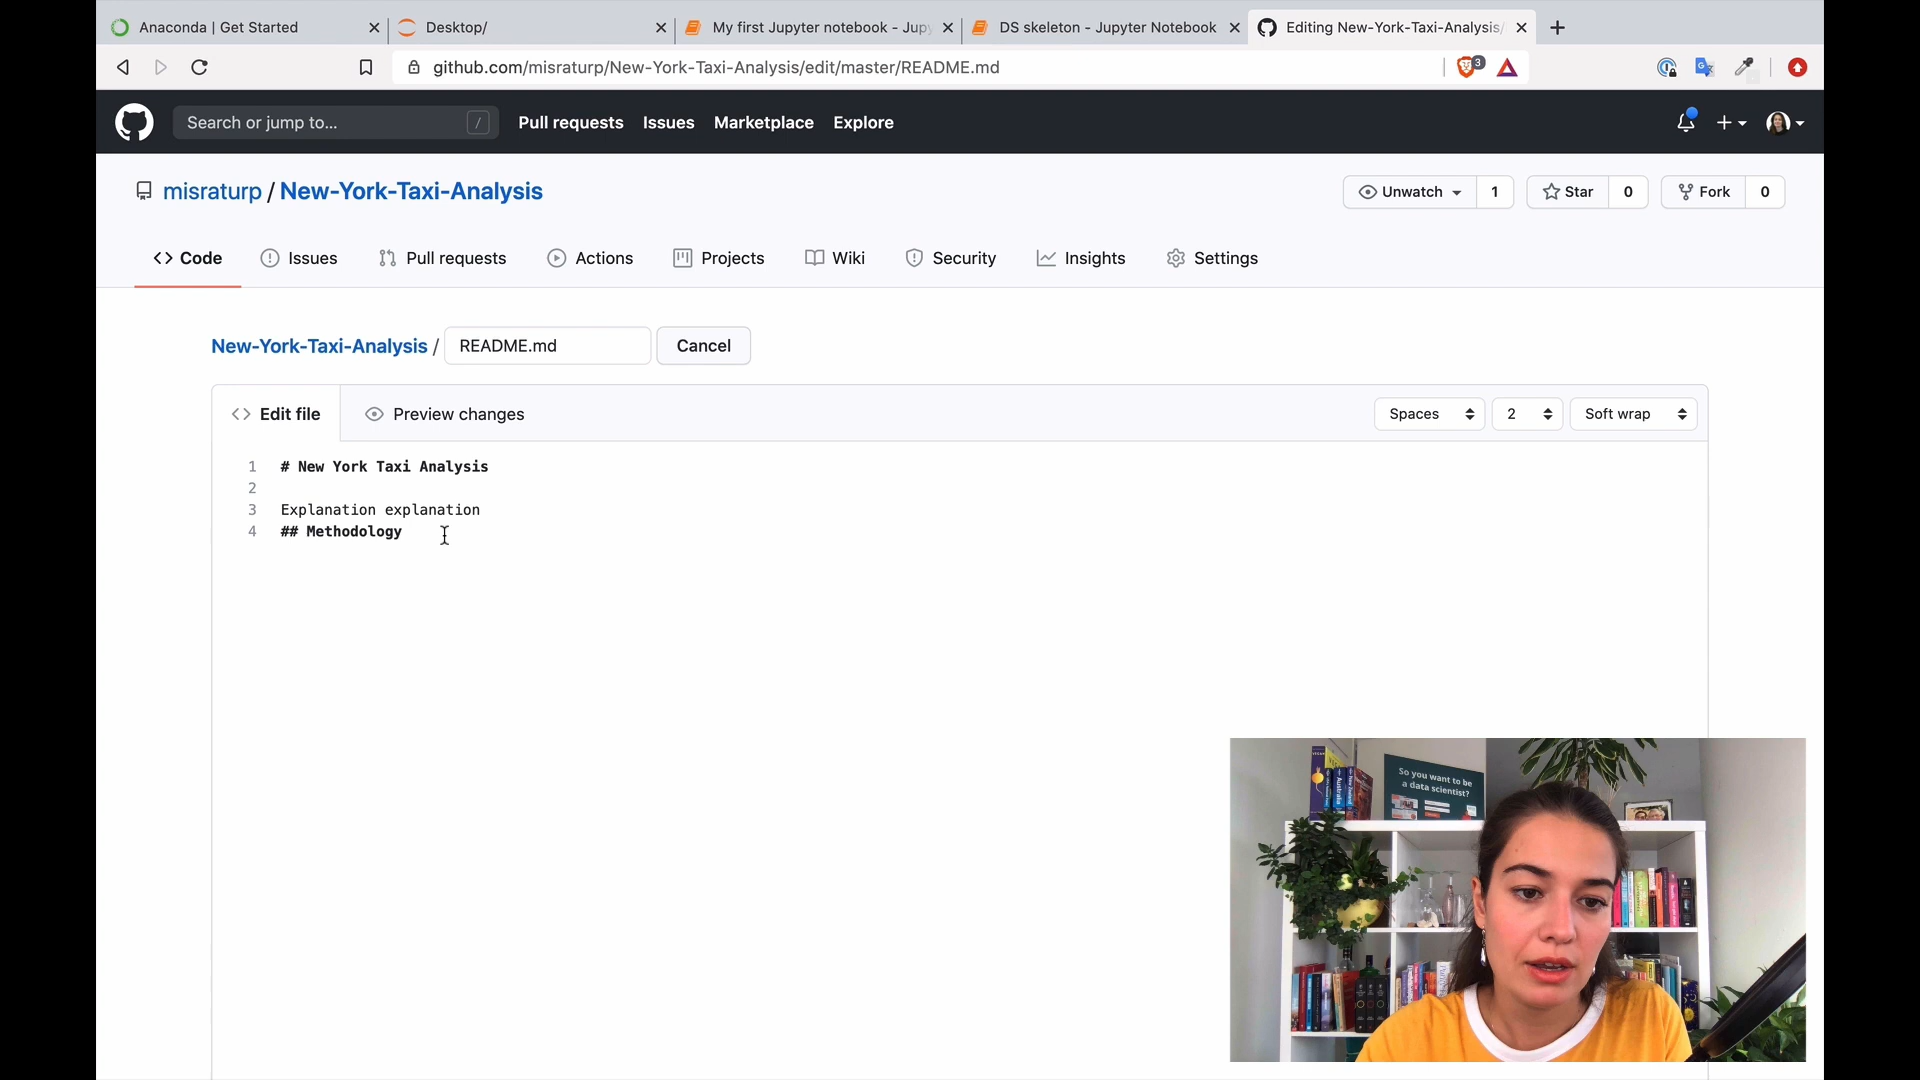 Anaconda | Get Started
Desktop/
My first Jupyter notebook - Jupy
DS skeleton - Jupyter Notebook
Editing New-York-Taxi-Analysis/
github.com/misraturp/New-York-Taxi-Analysis/edit/master/README.md
3
Search or jump to...
/
Pull requests
Issues
Marketplace
Explore
misraturp / New-York-Taxi-Analysis
Unwatch 1
Star 0
Fork 0
Code
Issues
Pull requests
Actions
Projects
Wiki
Security
Insights
Settings
New-York-Taxi-Analysis / README.md
Cancel
Edit file
Preview changes
Spaces
2
Soft wrap
1 # New York Taxi Analysis
2
3 Explanation explanation
4 ## Methodology
So you want to be
a data scientist?
Australia